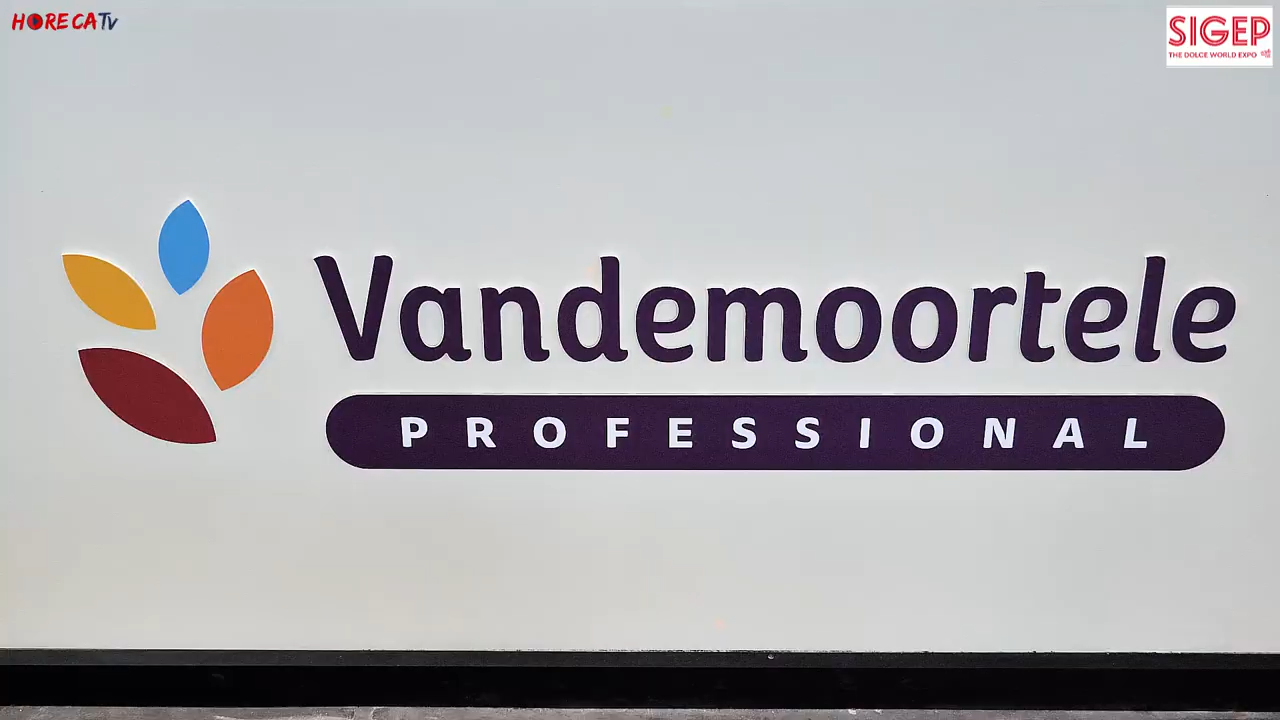 HORECATv
SIGEP
THE DOLCE WORLD EXPO
Vandemoortele
PROFESSIONAL